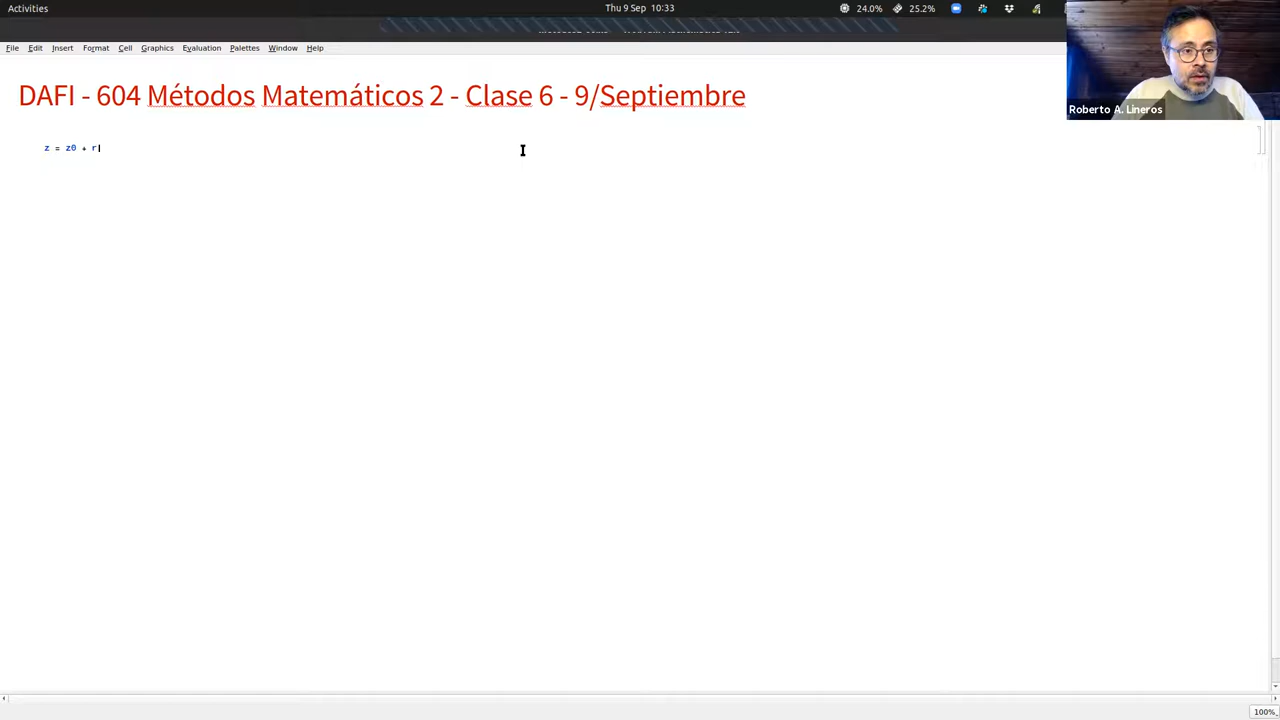 Activities
Thu 9 Sep 10:33
24.0%
25.2%
File Edit Insert Format Cell Graphics Evaluation Palettes Window Help
Roberto A. Lineros
DAFI - 604 Métodos Matemáticos 2 - Clase 6 - 9/Septiembre
z = z0 + r
100%